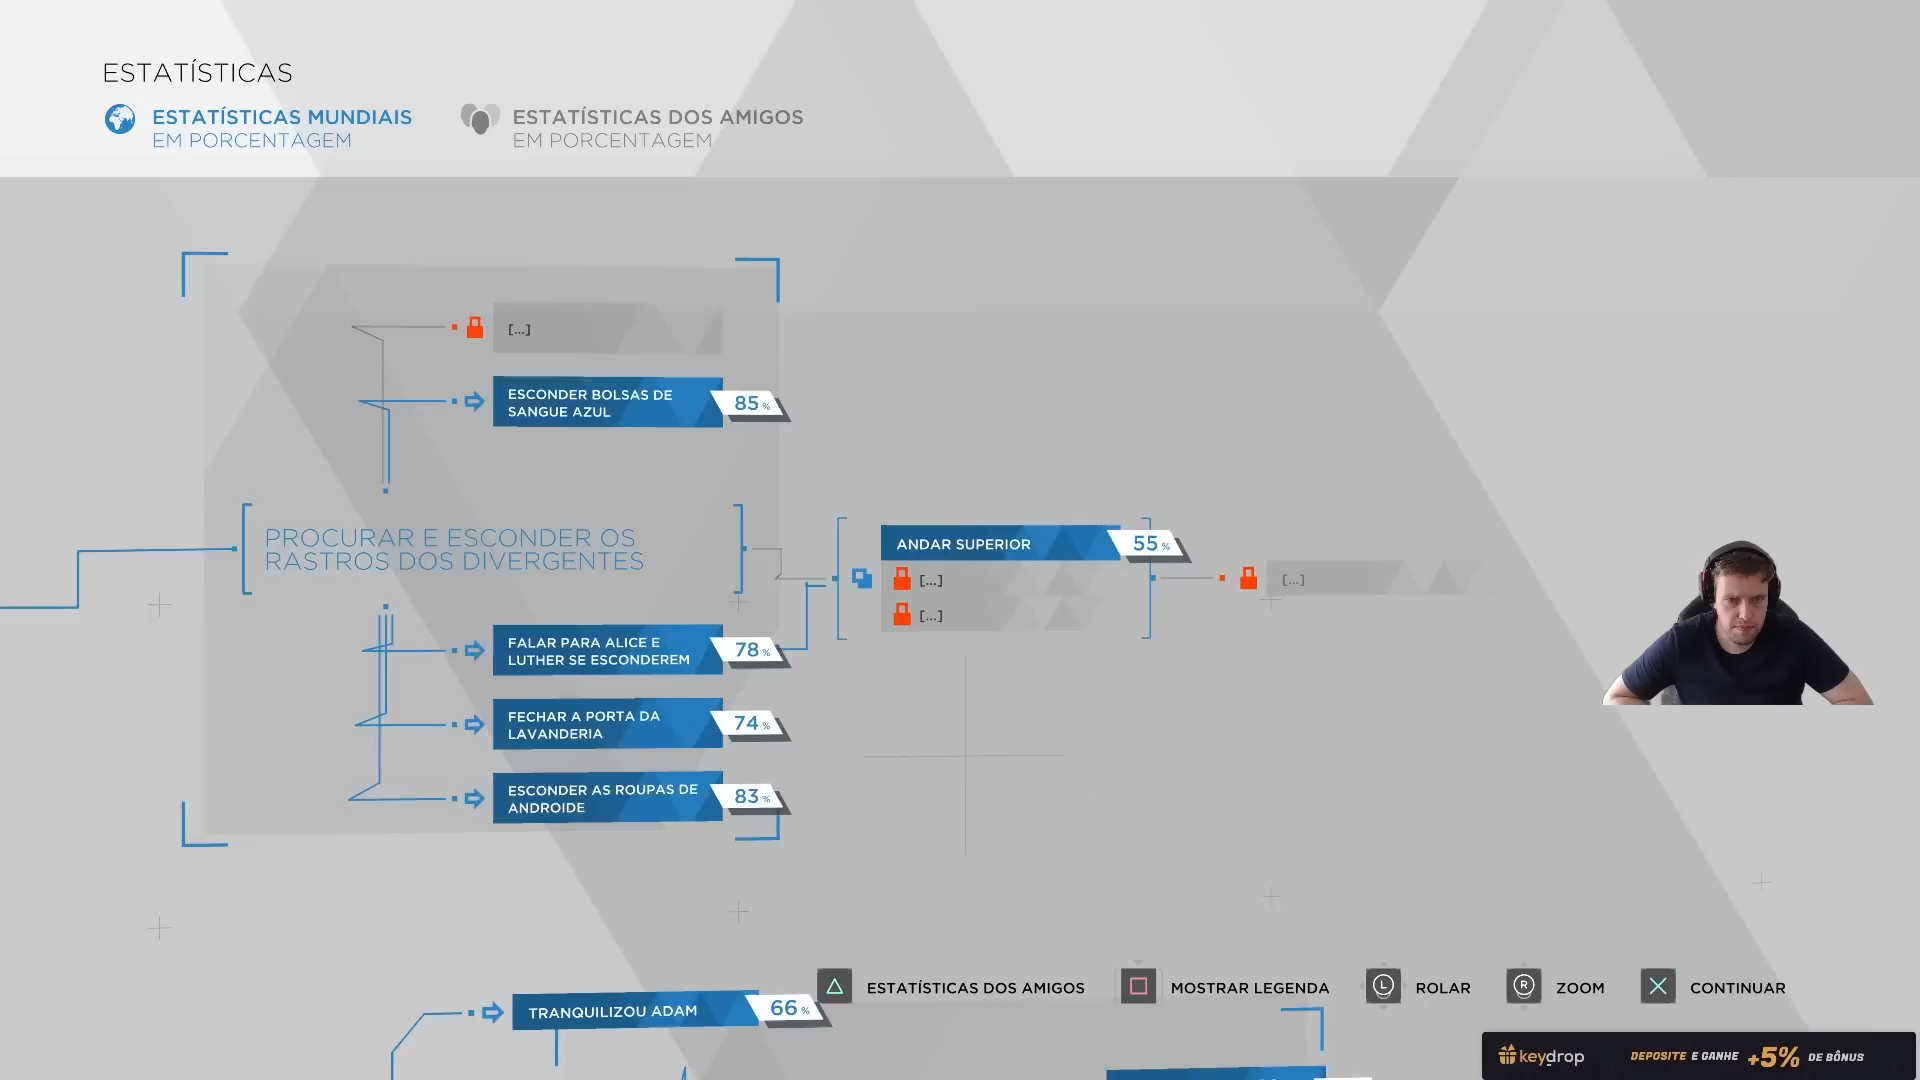 ESTATÍSTICAS
ESTATÍSTICAS MUNDIAIS
EM PORCENTAGEM
ESTATÍSTICAS DOS AMIGOS
EM PORCENTAGEM
[...]
ESCONDER BOLSAS DE
SANGUE AZUL
85%
PROCURAR E ESCONDER OS
RASTROS DOS DIVERGENTES
ANDAR SUPERIOR
55%
[...]
[...]
[...]
FALAR PARA ALICE E
LUTHER SE ESCONDEREM
78%
FECHAR A PORTA DA
LAVANDERIA
74%
ESCONDER AS ROUPAS DE
ANDROIDE
83%
TRANQUILIZOU ADAM
66%
ESTATÍSTICAS DOS AMIGOS
MOSTRAR LEGENDA
L
ROLAR
R
ZOOM
CONTINUAR
keydrop
DEPOSITE E GANHE +5% DE BÔNUS